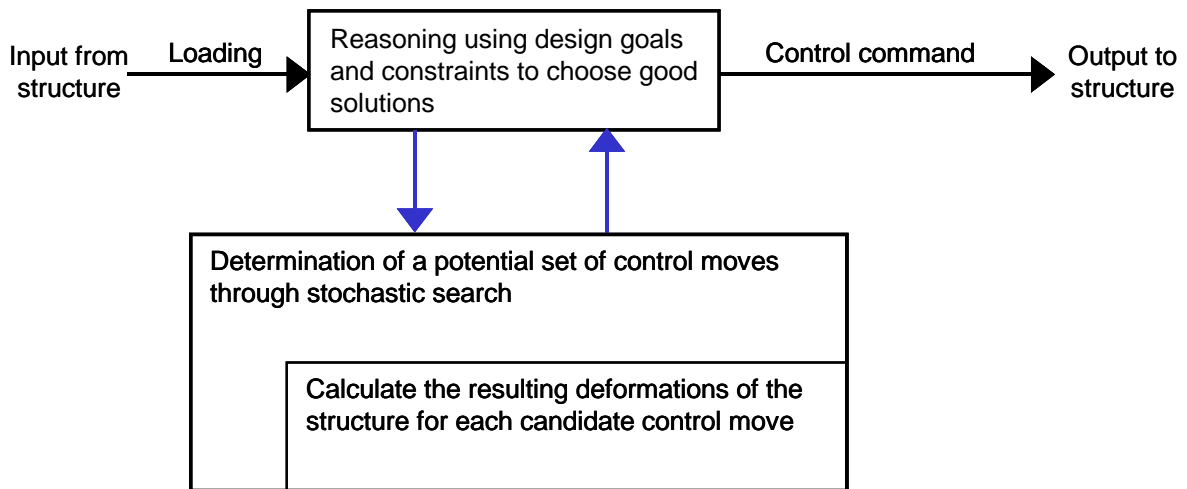 Input from
structure
Loading
Reasoning using design goals
and constraints to choose good
solutions
Control command
Output to
structure
Determination of a potential set of control moves
through stochastic search
Calculate the resulting deformations of the
structure for each candidate control move